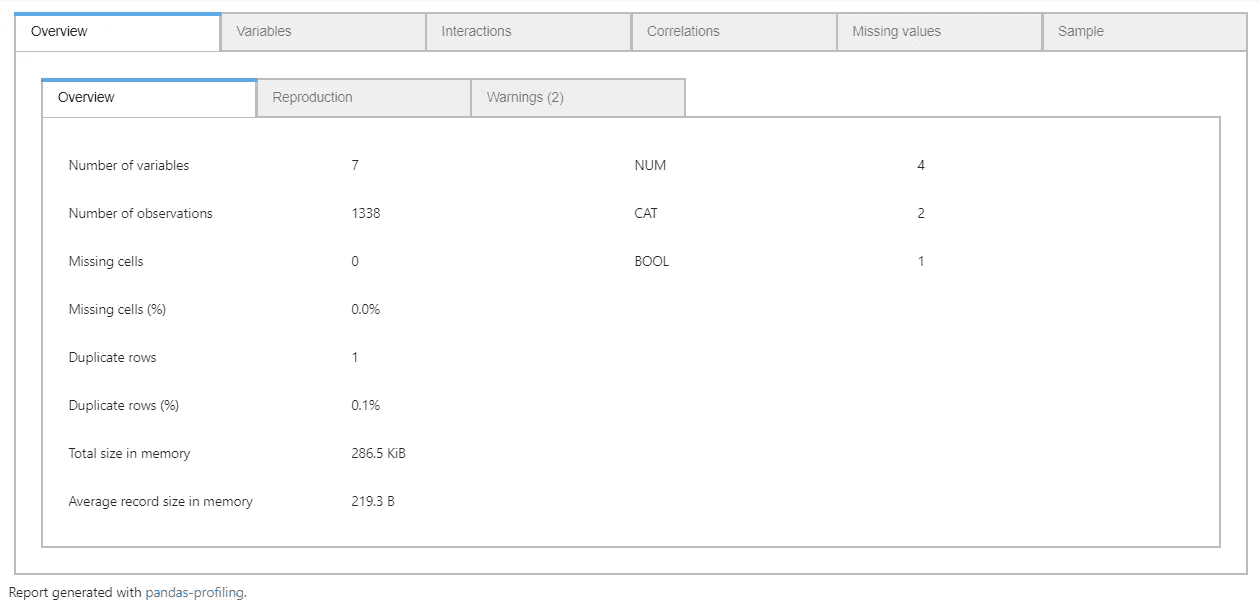 Overview Variables Interactions Correlations Missing values Sample
Overview Reproduction Warnings (2)
Number of variables 7 NUM 4
Number of observations 1338 CAT 2
Missing cells 0 BOOL 1
Missing cells (%) 0.0%
Duplicate rows 1
Duplicate rows (%) 0.1%
Total size in memory 286.5 KiB
Average record size in memory 219.3 B
Report generated with pandas-profiling.